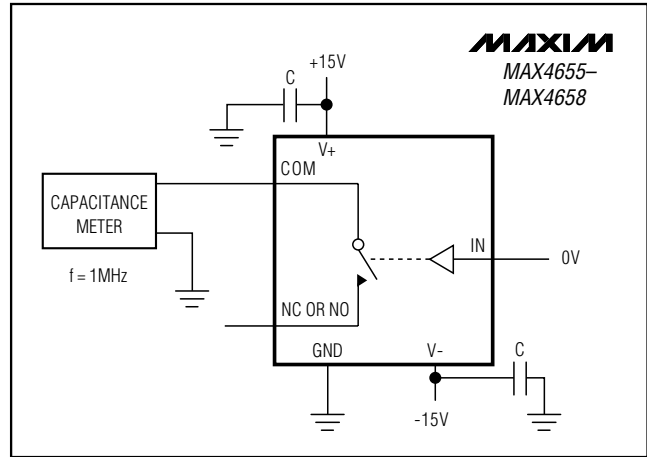 MAXIM
MAX4655–
MAX4658
+15V
C
V+
COM
CAPACITANCE
METER
f = 1MHz
IN
0V
NC OR NO
GND
V-
C
-15V